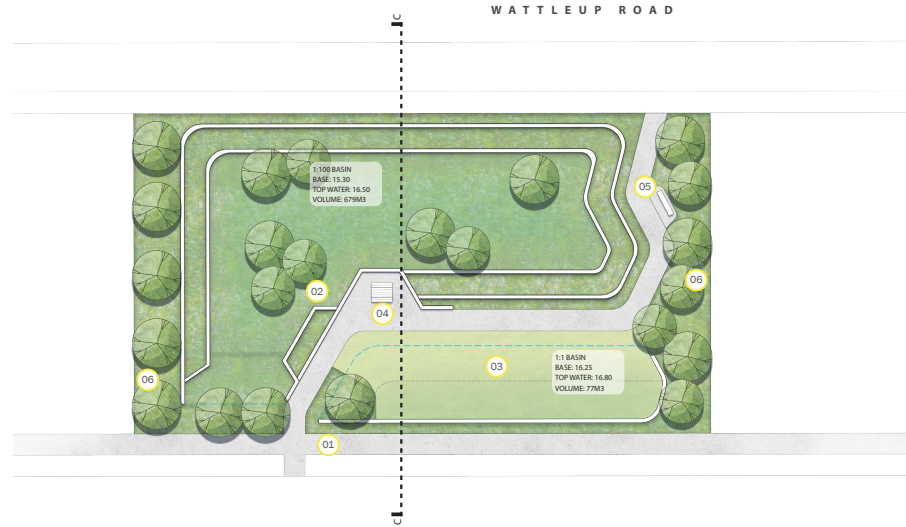 WATTLEUP ROAD
C
1:100 BASIN
BASE: 15.30
TOP WATER: 16.50
VOLUME: 679M3
05
06
02
04
03
1:1 BASIN
BASE: 16.25
TOP WATER: 16.80
VOLUME: 77M3
06
01
C